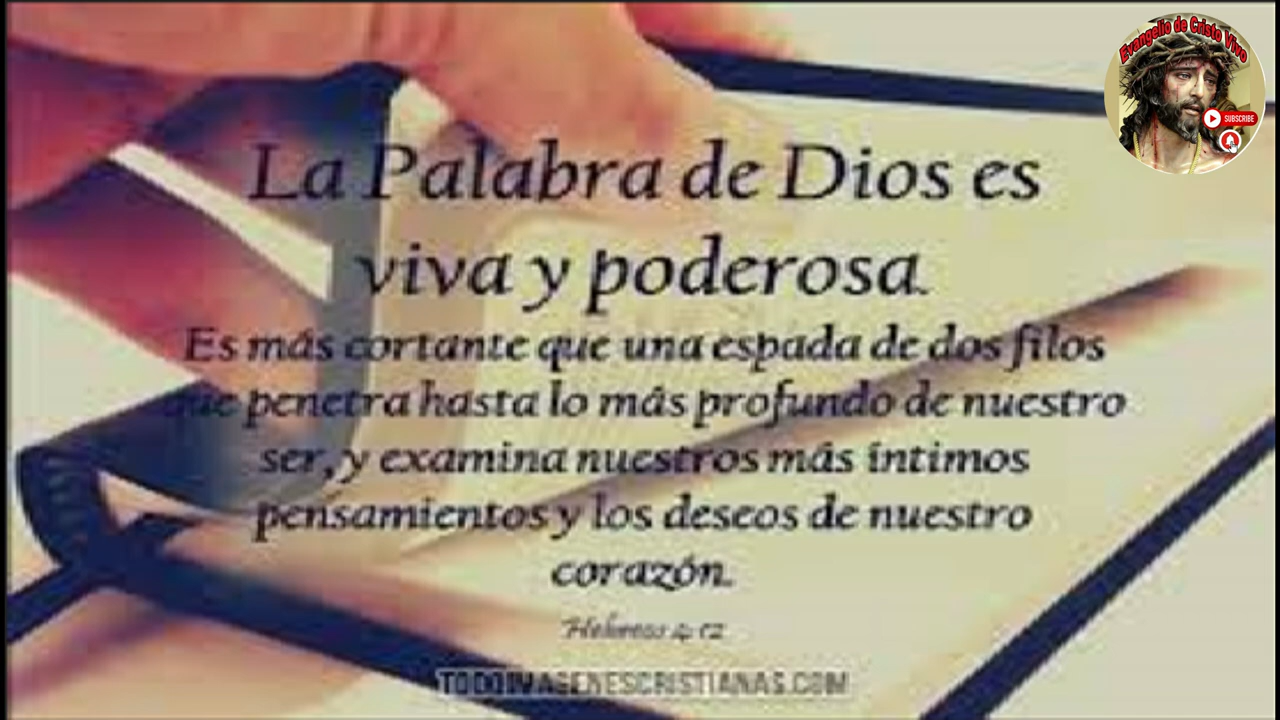 Evangelio de Cristo Vivo
SUBSCRIBE
La Palabra de Dios es
viva y poderosa.
Es más cortante que una espada de dos filos
que penetra hasta lo más profundo de nuestro
ser, y examina nuestros más íntimos
pensamientos y los deseos de nuestro
corazón.
Hebreos 4:12
TODOIMAGENESCRISTIANAS.COM